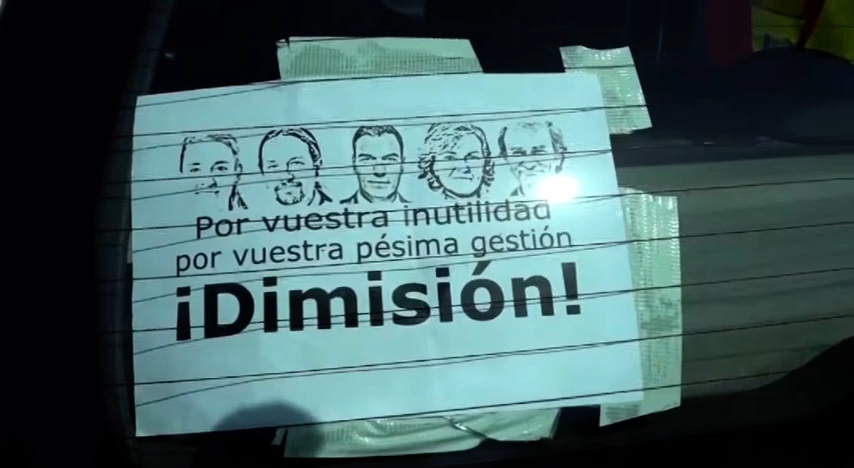 Por vuestra inutilidad
por vuestra pésima gestión
¡Dimisión!